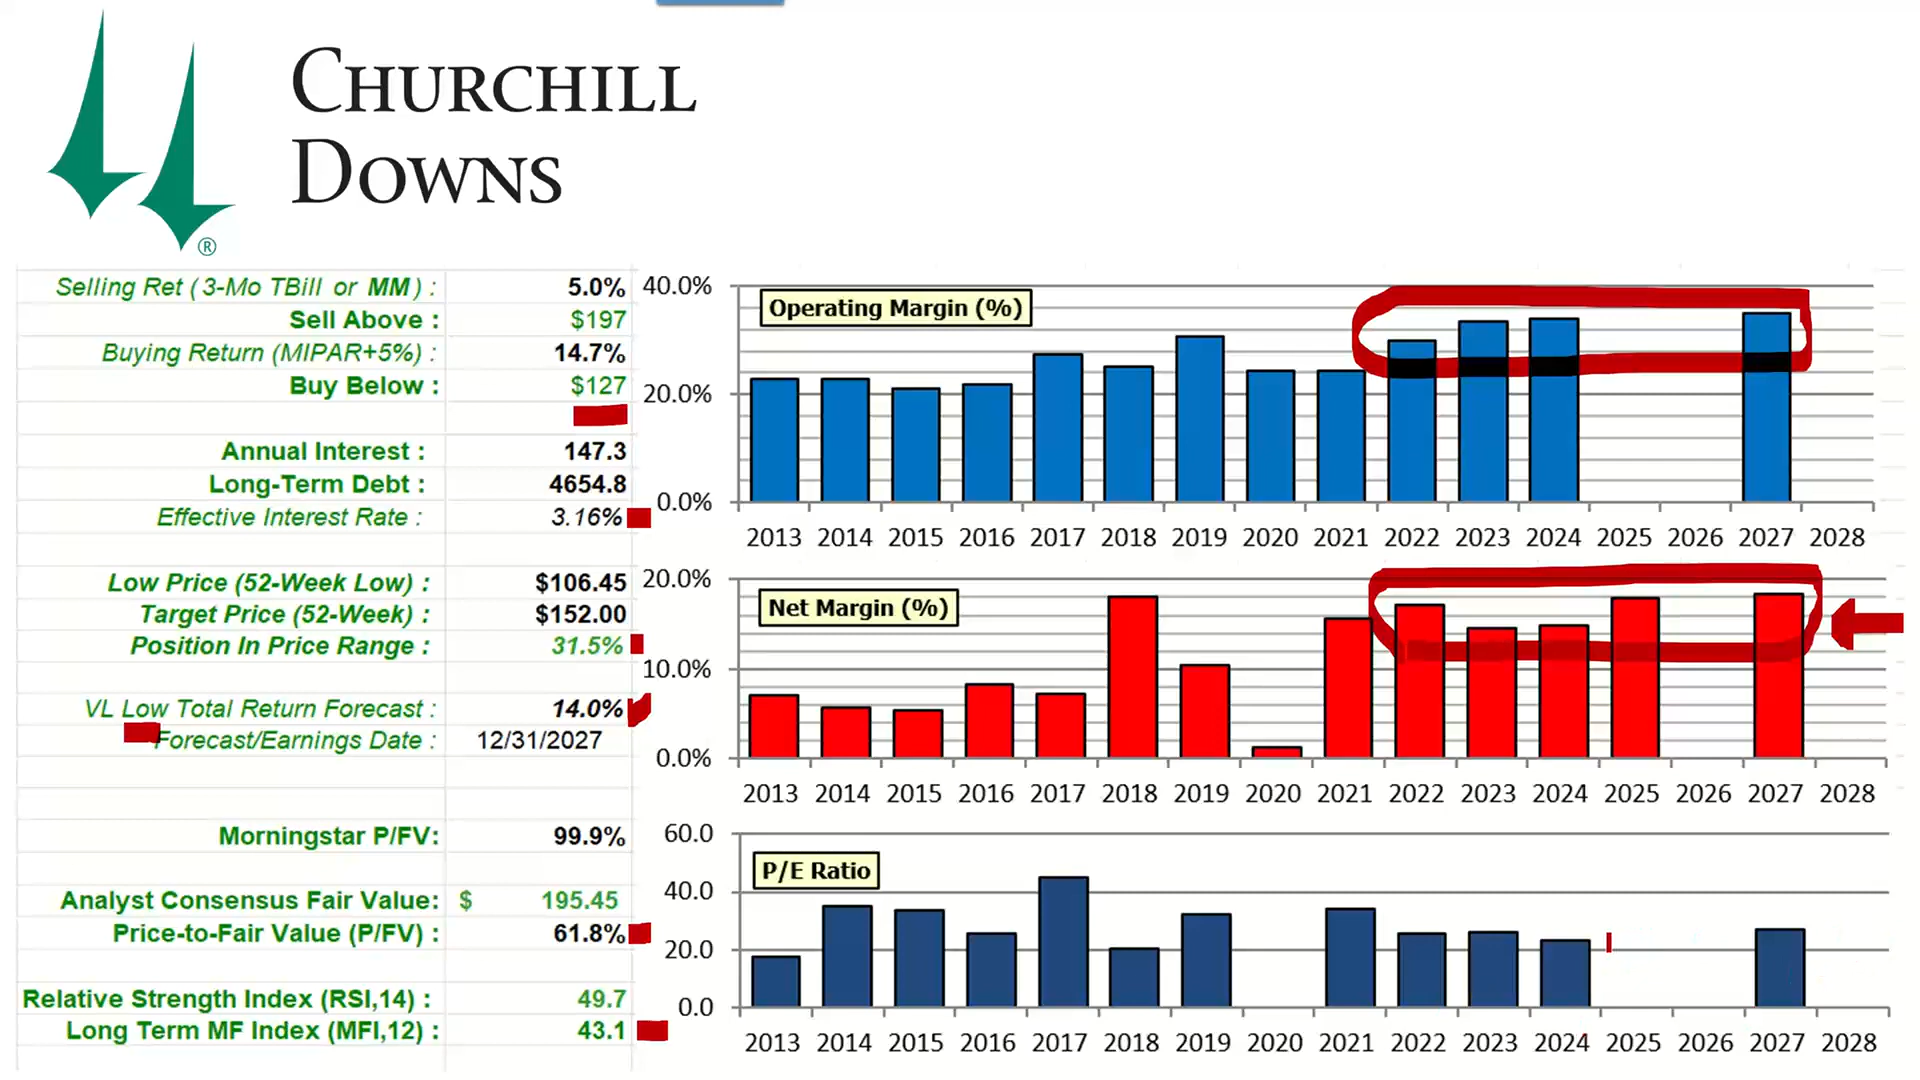 CHURCHILL
DOWNS
®
Selling Ret ( 3-Mo TBill or MM ) : 5.0%
Sell Above : $197
Buying Return (MIPAR+5%) : 14.7%
Buy Below : $127
Annual Interest : 147.3
Long-Term Debt : 4654.8
Effective Interest Rate : 3.16%
Low Price (52-Week Low) : $106.45
Target Price (52-Week) : $152.00
Position In Price Range : 31.5%
VL Low Total Return Forecast : 14.0%
Forecast/Earnings Date : 12/31/2027
Morningstar P/FV: 99.9%
Analyst Consensus Fair Value: $ 195.45
Price-to-Fair Value (P/FV) : 61.8%
Relative Strength Index (RSI,14) : 49.7
Long Term MF Index (MFI,12) : 43.1
40.0%
Operating Margin (%)
20.0%
0.0%
2013 2014 2015 2016 2017 2018 2019 2020 2021 2022 2023 2024 2025 2026 2027 2028
20.0%
Net Margin (%)
10.0%
0.0%
2013 2014 2015 2016 2017 2018 2019 2020 2021 2022 2023 2024 2025 2026 2027 2028
60.0
P/E Ratio
40.0
20.0
0.0
2013 2014 2015 2016 2017 2018 2019 2020 2021 2022 2023 2024 2025 2026 2027 2028